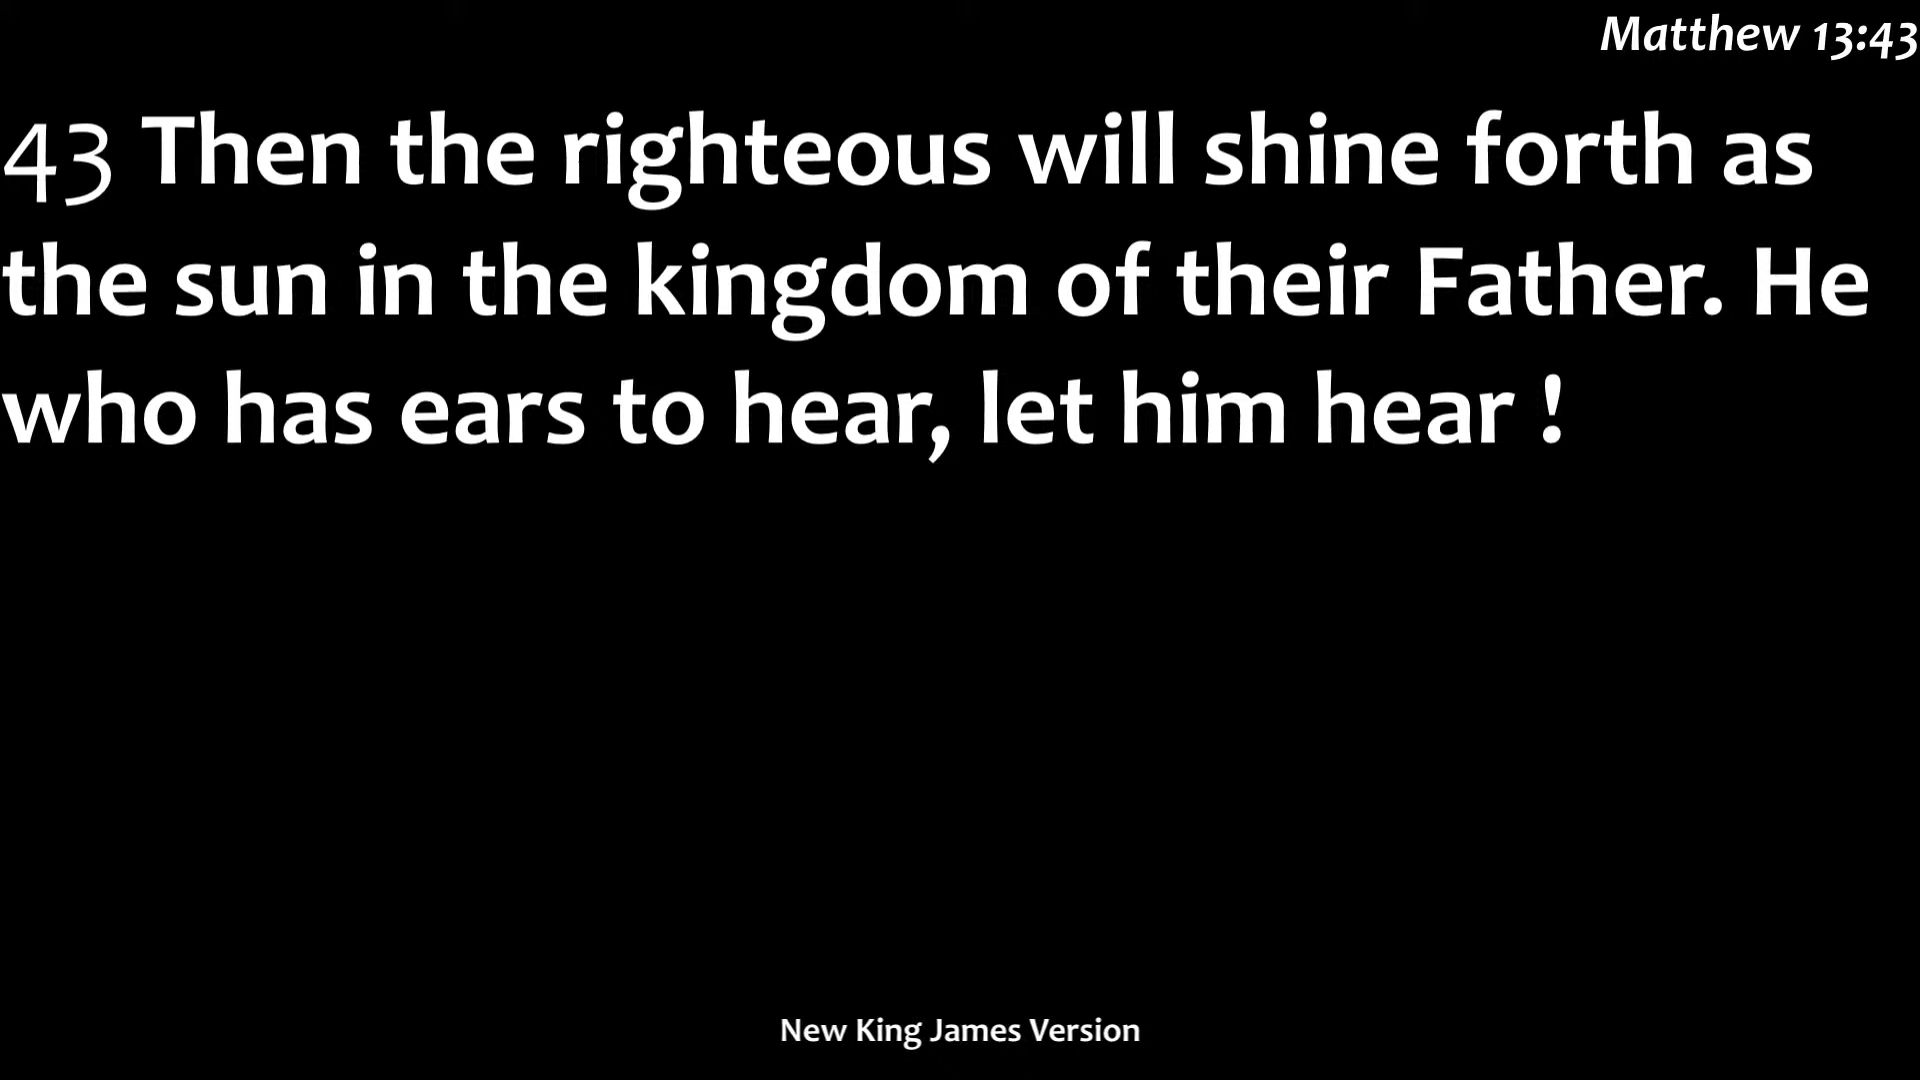 Matthew 13:43
43 Then the righteous will shine forth as
the sun in the kingdom of their Father. He
who has ears to hear, let him hear !
New King James Version